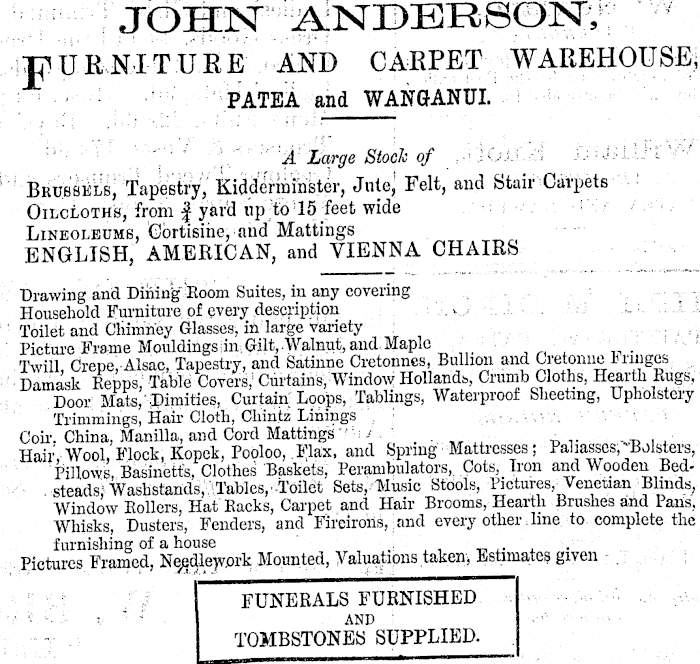 JOHN ANDERSON,
FURNITURE AND CARPET WAREHOUSE,
PATEA and WANGANUI.
A Large Stock of
BRUSSELS, Tapestry, Kidderminster, Jute, Felt, and Stair Carpets
OILCLOTHS, from ¾ yard up to 15 feet wide
LINEOLEUMS, Cortisine, and Mattings
ENGLISH, AMERICAN, and VIENNA CHAIRS
Drawing and Dining Room Suites, in any covering
Household Furniture of every description
Toilet and Chimney Glasses, in large variety
Picture Frame Mouldings in Gilt, Walnut, and Maple
Twill, Crepe, Alsac, Tapestry, and Satinne Cretonnes, Bullion and Cretonne Fringes
Damask Repps, Table Covers, Curtains, Window Hollands, Crumb Cloths, Hearth Rugs,
Door Mats, Dimities, Curtain Loops, Tablings, Waterproof Sheeting, Upholstery
Trimmings, Hair Cloth, Chintz Linings
Coir, China, Manilla, and Cord Mattings
Hair, Wool, Flock, Kopek, Pooloo, Flax, and Spring Mattresses; Paliasses, Bolsters,
Pillows, Basinetts, Clothes Baskets, Perambulators, Cots, Iron and Wooden Bed-
steads, Washstands, Tables, Toilet Sets, Music Stools, Pictures, Venetian Blinds,
Window Rollers, Hat Racks, Carpet and Hair Brooms, Hearth Brushes and Pans,
Whisks, Dusters, Fenders, and Fireirons, and every other line to complete the
furnishing of a house
Pictures Framed, Needlework Mounted, Valuations taken, Estimates given
FUNERALS FURNISHED
AND
TOMBSTONES SUPPLIED.